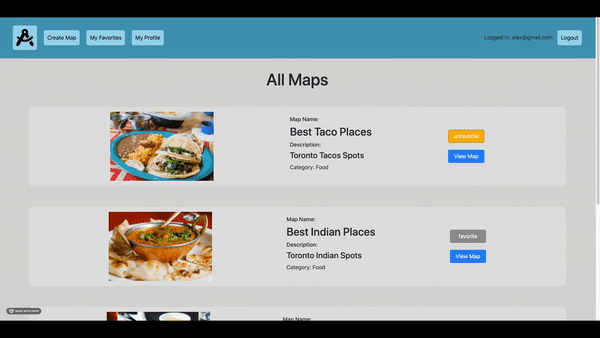 Create Map
My Favorites
My Profile
Logged In: alex@gmail.com
Logout
All Maps
Map Name:
Best Taco Places
Description:
Toronto Tacos Spots
Category: Food
unfavorite
View Map
Map Name:
Best Indian Places
Description:
Toronto Indian Spots
Category: Food
favorite
View Map
Map Name: